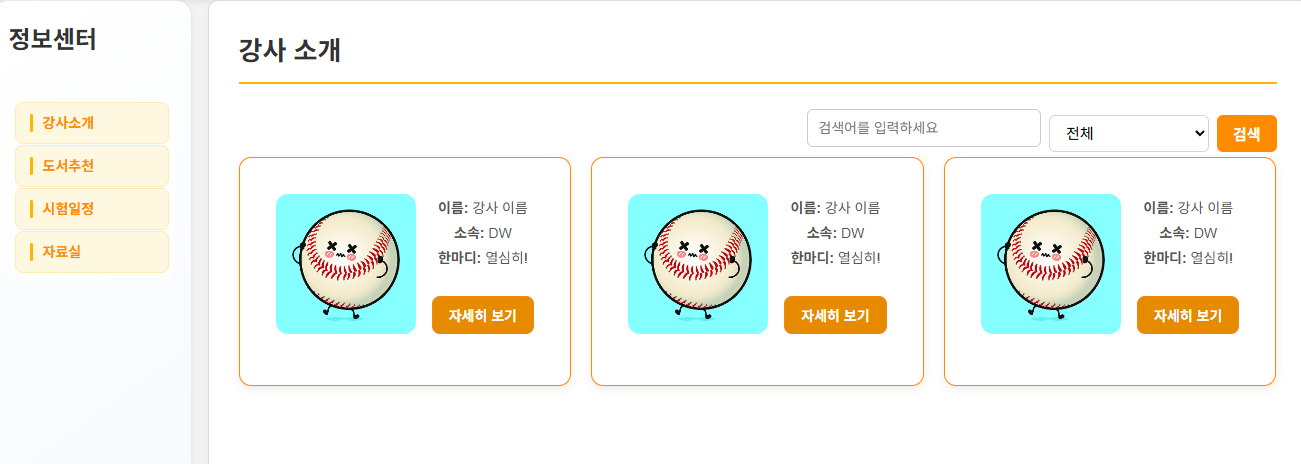 정보센터
강사소개
도서추천
시험일정
자료실
강사 소개
검색어를 입력하세요 전체 검색
이름: 강사 이름
소속: DW
한마디: 열심히!
자세히 보기
이름: 강사 이름
소속: DW
한마디: 열심히!
자세히 보기
이름: 강사 이름
소속: DW
한마디: 열심히!
자세히 보기